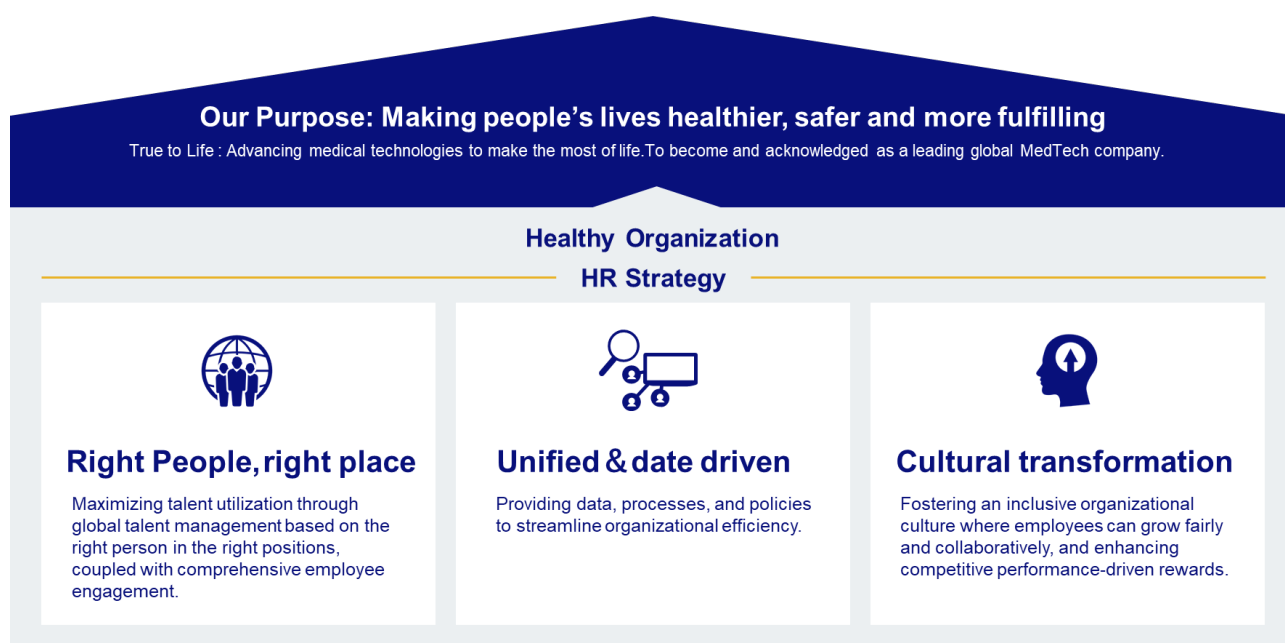 Our Purpose: Making people's lives healthier, safer and more fulfilling
True to Life : Advancing medical technologies to make the most of life.To become and acknowledged as a leading global MedTech company.
Healthy Organization
HR Strategy
Right People,right place
Maximizing talent utilization through
global talent management based on the
right person in the right positions,
coupled with comprehensive employee
engagement.
Unified＆date driven
Providing data, processes, and policies
to streamline organizational efficiency.
Cultural transformation
Fostering an inclusive organizational
culture where employees can grow fairly
and collaboratively, and enhancing
competitive performance-driven rewards.